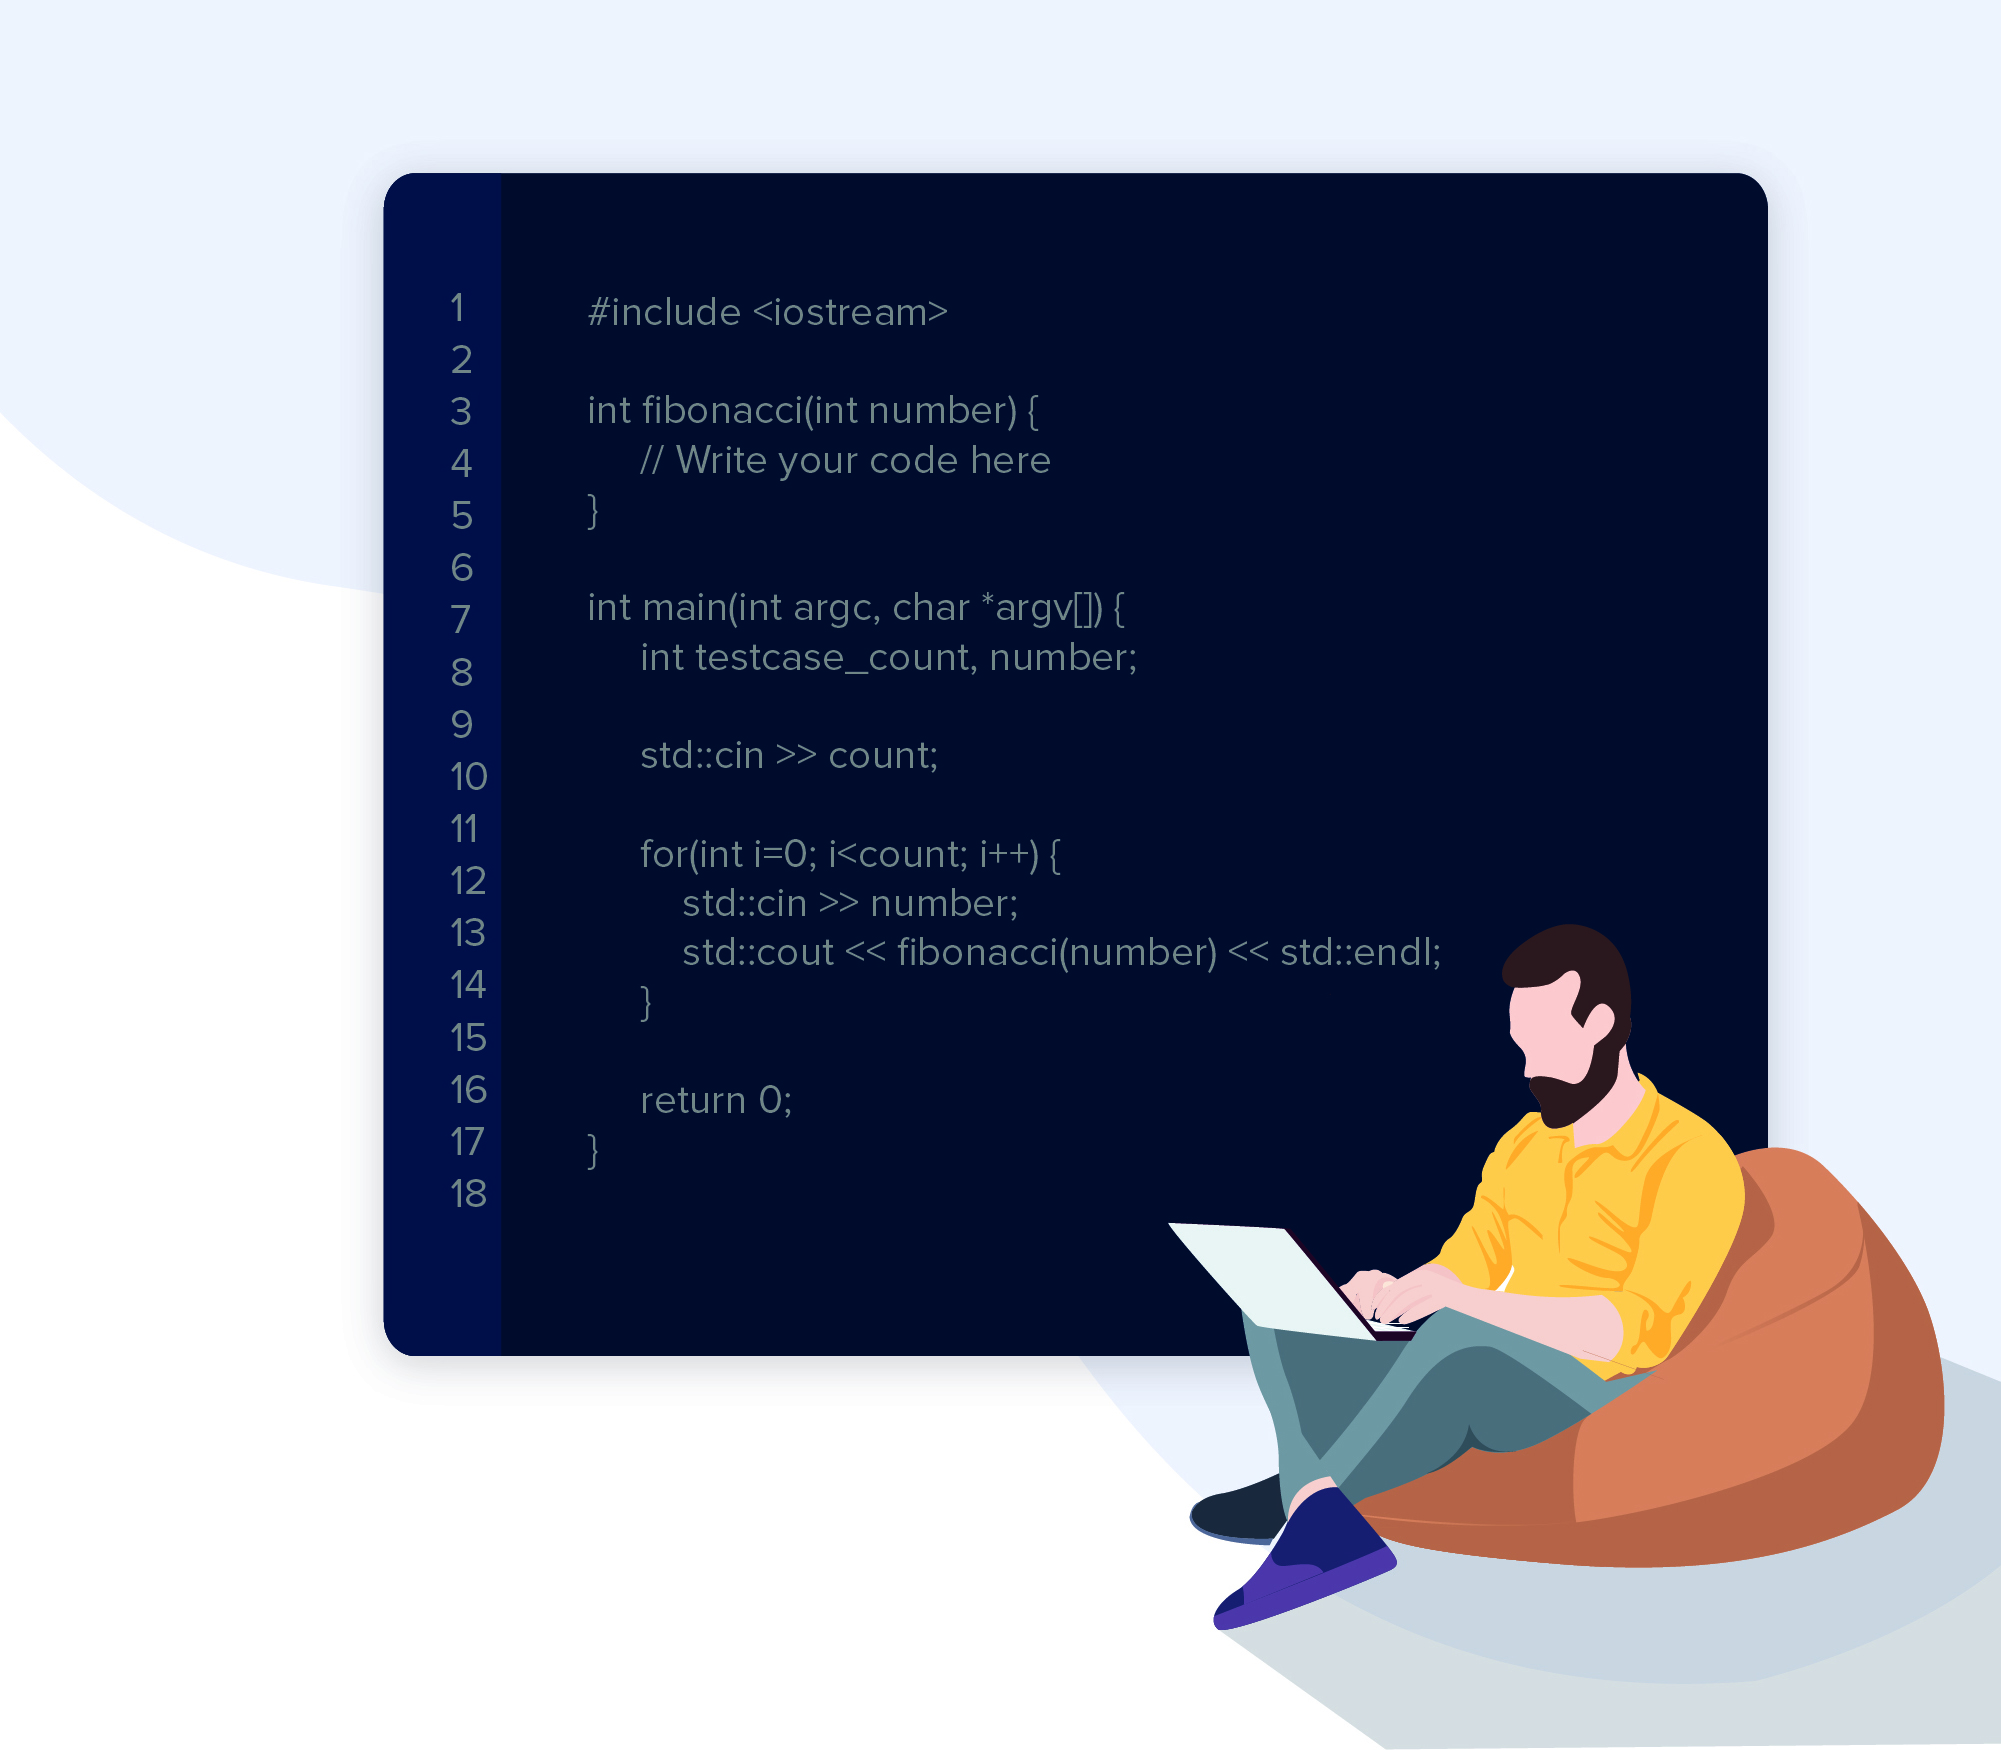 1
2
3
4
5
6
7
8
9
10
11
12
13
14
15
16
17
18
#include <iostream>
int fibonacci(int number) {
// Write your code here
}
int main(int argc, char *argv[]) {
int testcase_count, number;
std::cin >> count;
for(int i=0; i<count; i++) {
std::cin >> number;
std::cout << fibonacci(number) << std::endl;
}
return 0;
}